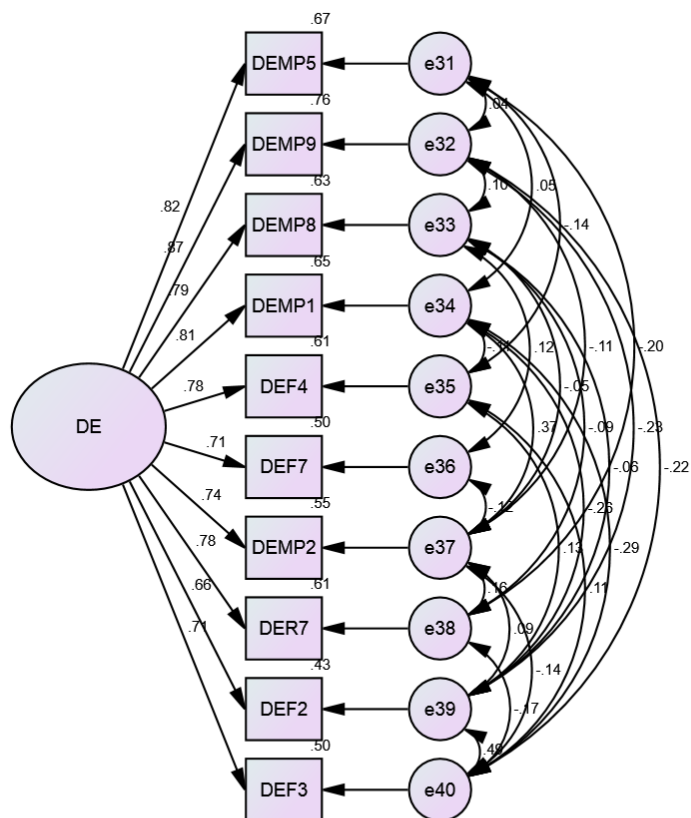 .67
DEMP5
e31
.76
.04
DEMP9
e32
.63
.10
.05
DEMP8
e33
-.14
.82
.87
.79
.65
DEMP1
e34
.81
.61
.12
-.11
-.20
DEF4
e35
.78
-.05
.50
.37
-.09
-.23
DE
.71
DEF7
e36
-.06
-.22
.74
.55
-.12
-.26
DEMP2
e37
.13
-.29
.78
.61
.16
.11
.66
DER7
e38
.09
.71
.43
-.14
DEF2
e39
-.17
.50
.49
DEF3
e40